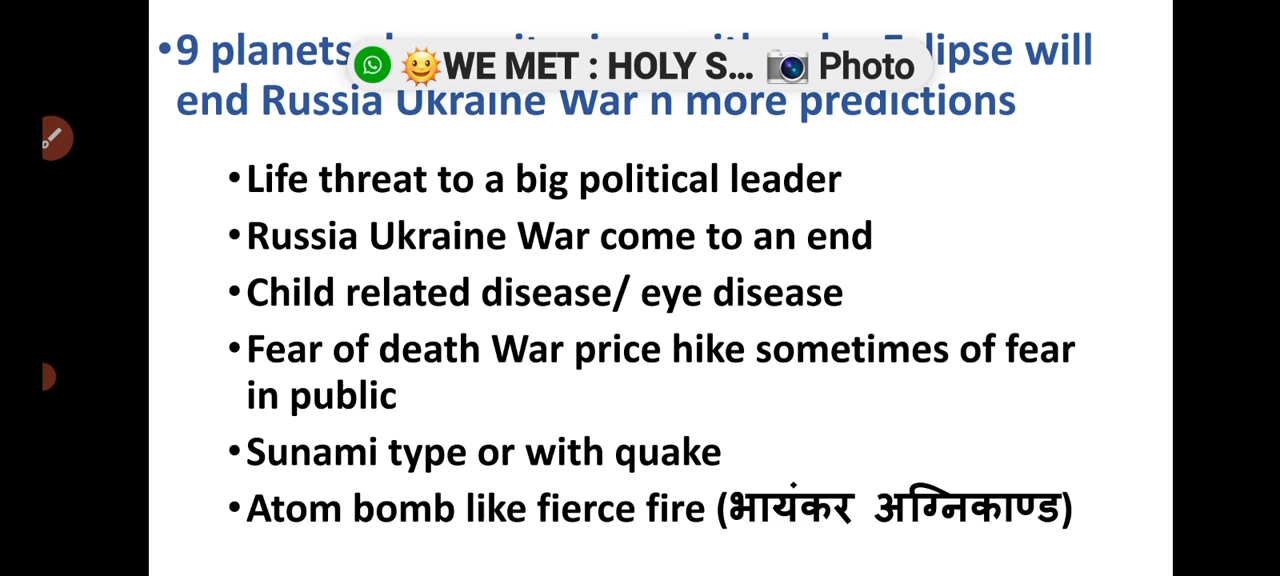 •9 planets
🌞WE MET : HOLY S... 📷 Photo
will
end Russia Ukraine War n more predictions
•Life threat to a big political leader
•Russia Ukraine War come to an end
•Child related disease/ eye disease
•Fear of death War price hike sometimes of fear
in public
•Sunami type or with quake
•Atom bomb like fierce fire (भायंकर अग्निकाण्ड)